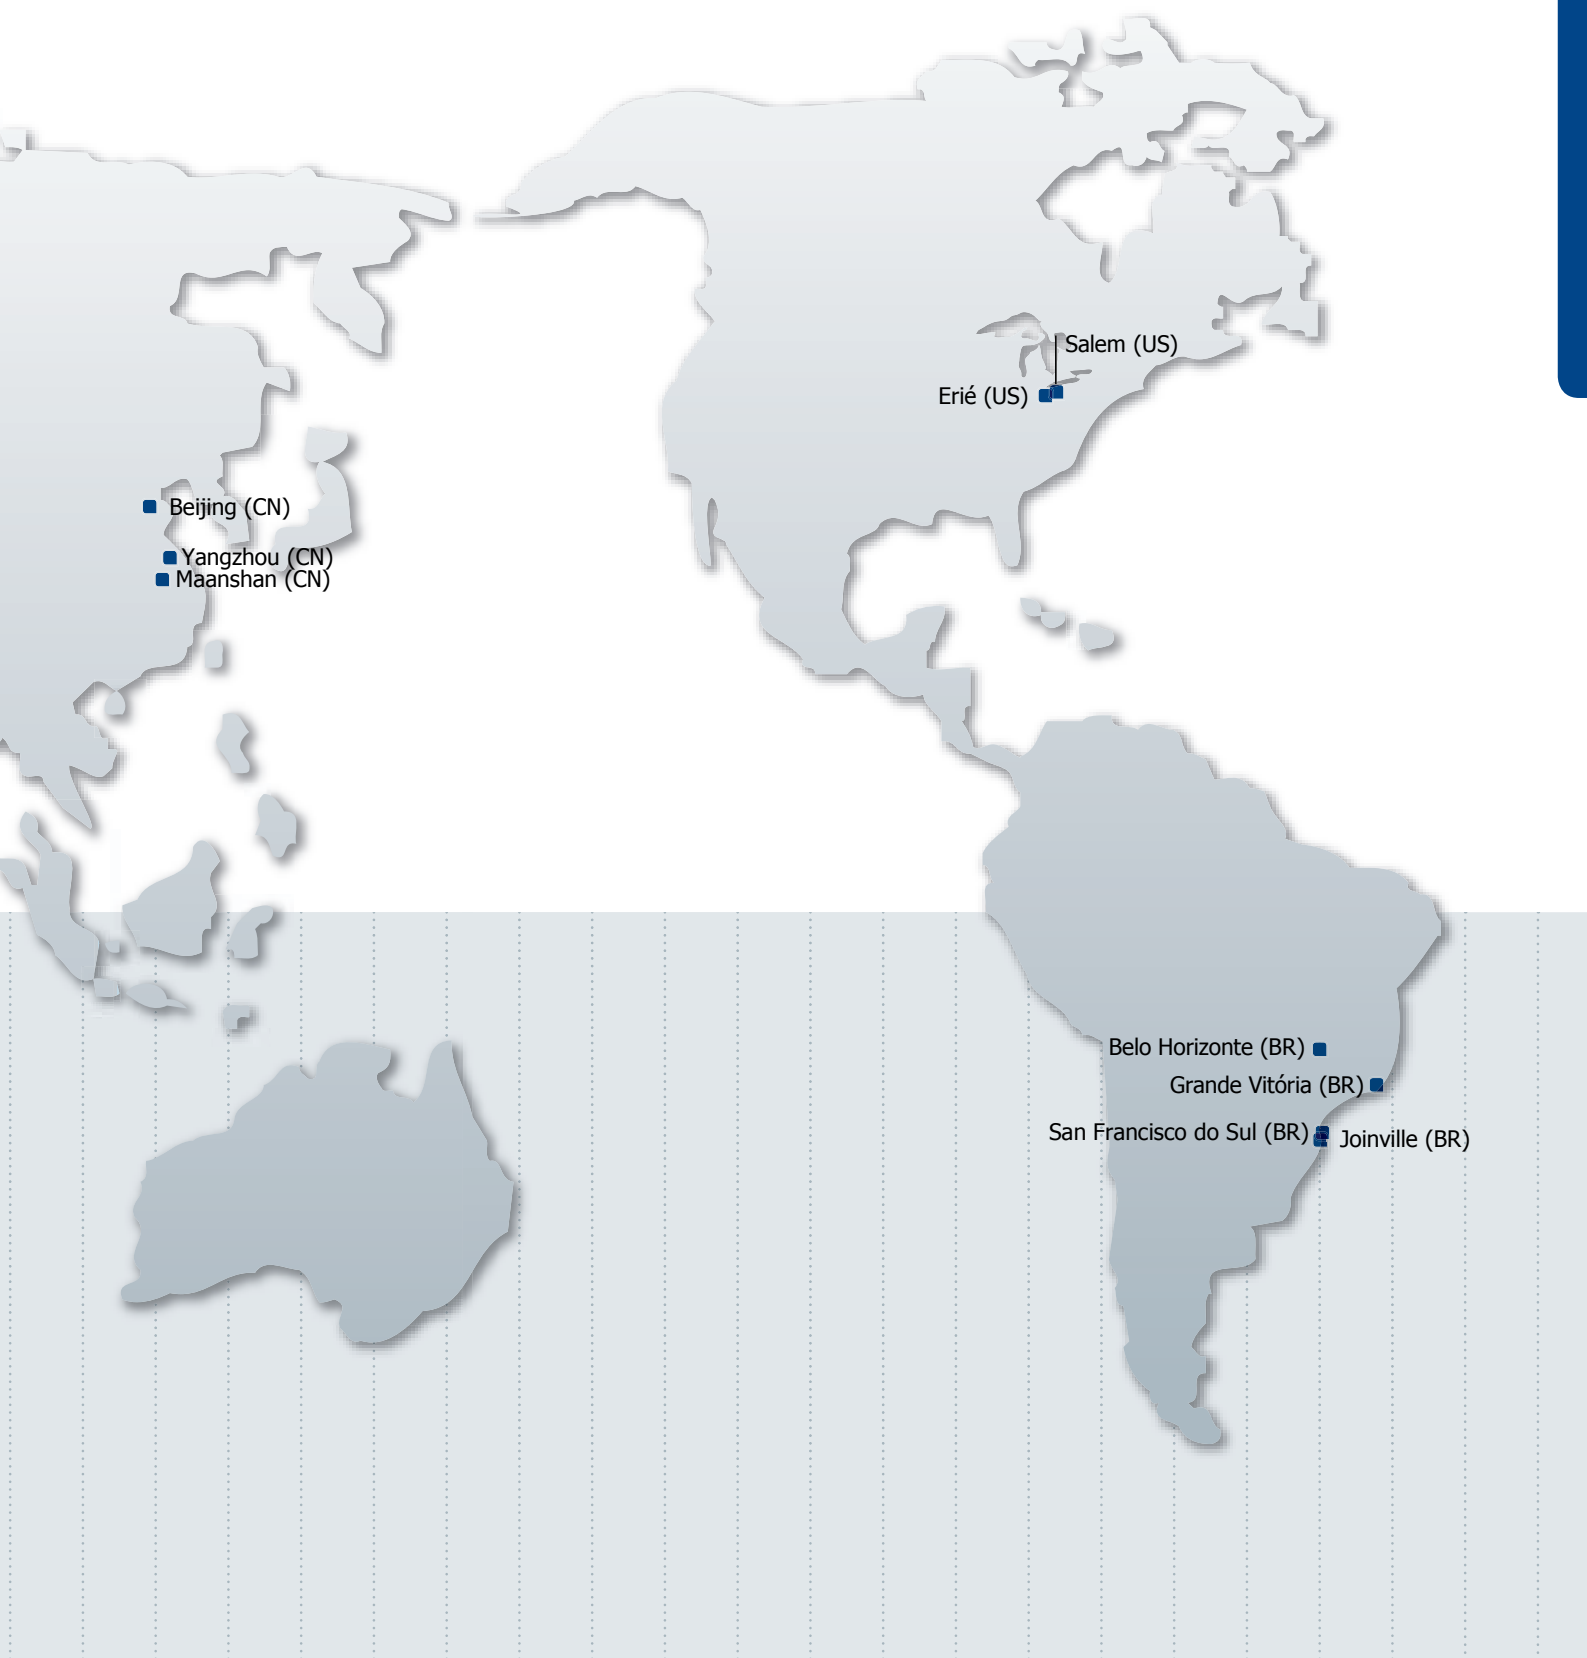 Salem (US)
Erié (US)
Beijing (CN)
Yangzhou (CN)
Maanshan (CN)
Belo Horizonte (BR)
Grande Vitória (BR)
San Francisco do Sul (BR)
Joinville (BR)